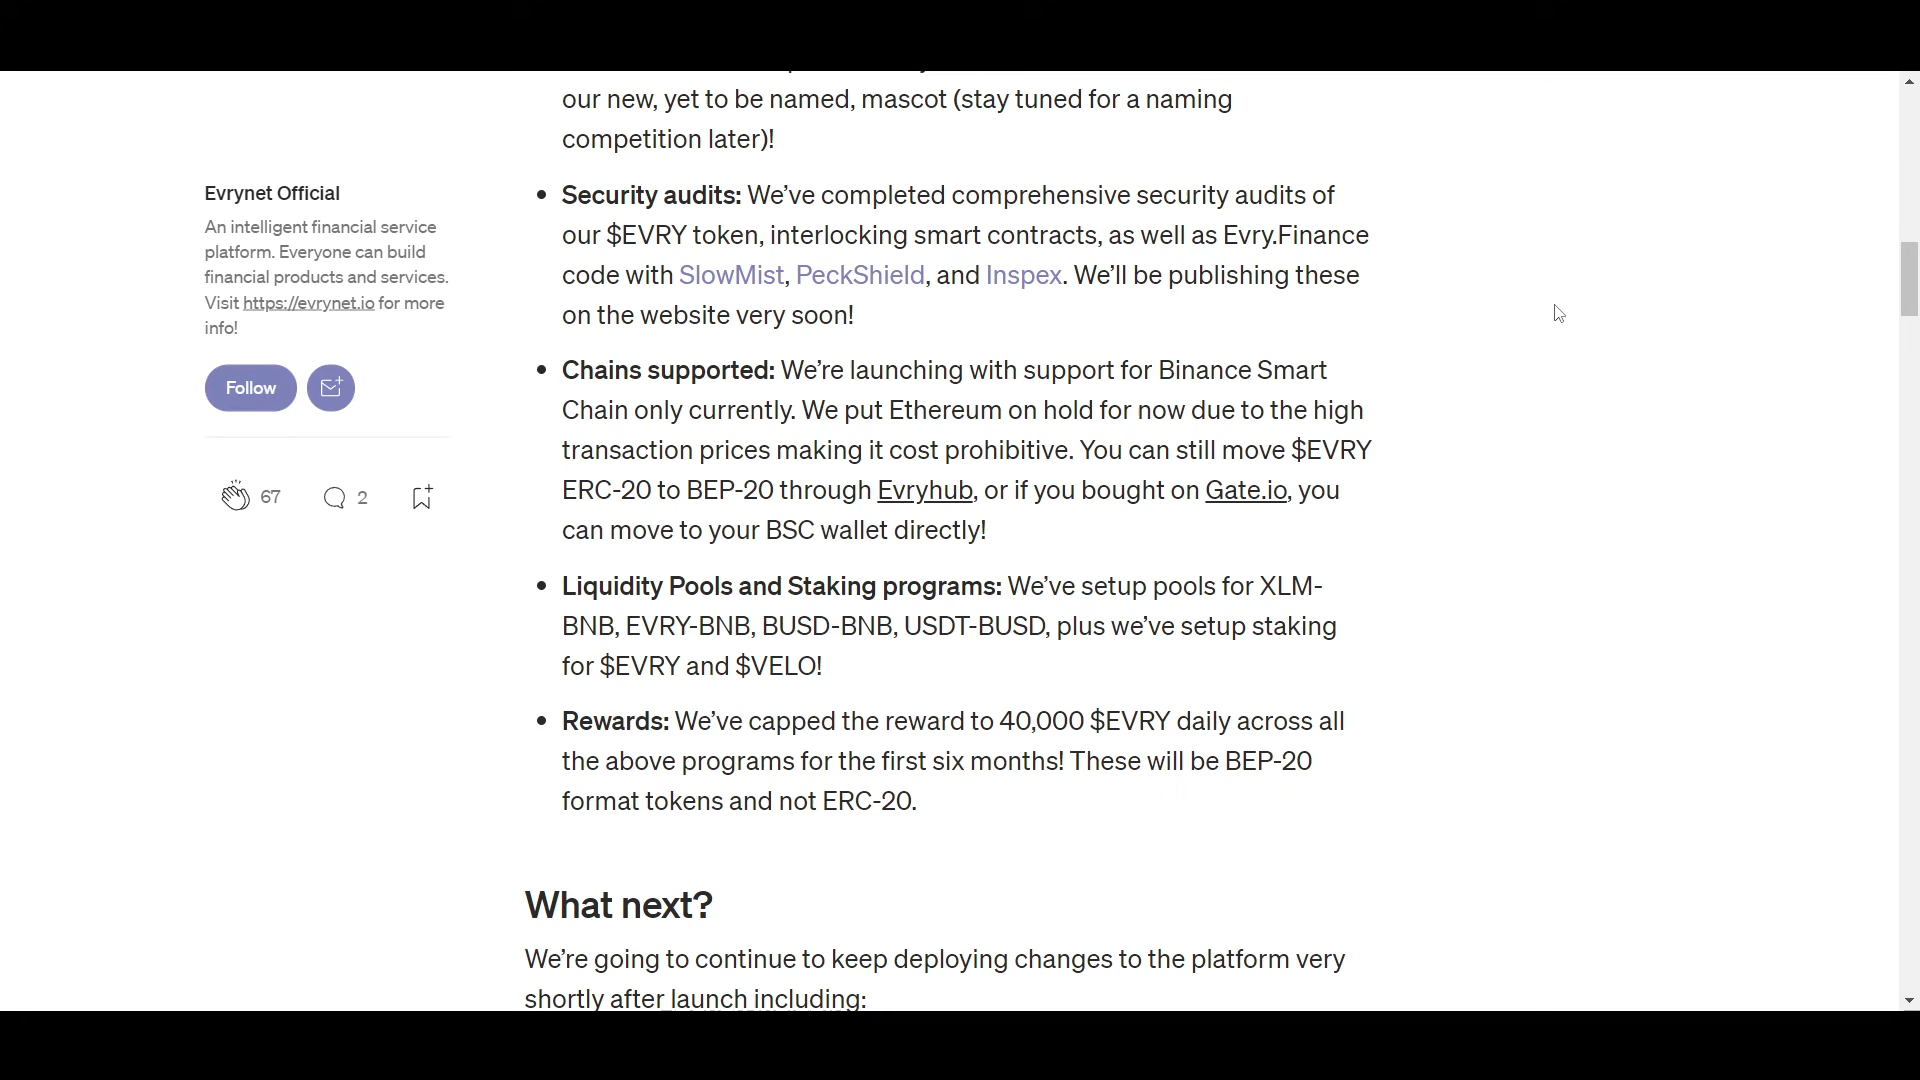 our new, yet to be named, mascot (stay tuned for a naming
competition later)!
Evrynet Official
An intelligent financial service
platform. Everyone can build
financial products and services.
Visit https://evrynet.io for more
info!
Follow
67
2
• Security audits: We’ve completed comprehensive security audits of
our $EVRY token, interlocking smart contracts, as well as Evry.Finance
code with SlowMist, PeckShield, and Inspex. We’ll be publishing these
on the website very soon!
• Chains supported: We’re launching with support for Binance Smart
Chain only currently. We put Ethereum on hold for now due to the high
transaction prices making it cost prohibitive. You can still move $EVRY
ERC-20 to BEP-20 through Evryhub, or if you bought on Gate.io, you
can move to your BSC wallet directly!
• Liquidity Pools and Staking programs: We’ve setup pools for XLM-
BNB, EVRY-BNB, BUSD-BNB, USDT-BUSD, plus we’ve setup staking
for $EVRY and $VELO!
• Rewards: We’ve capped the reward to 40,000 $EVRY daily across all
the above programs for the first six months! These will be BEP-20
format tokens and not ERC-20.
What next?
We’re going to continue to keep deploying changes to the platform very
shortly after launch including: